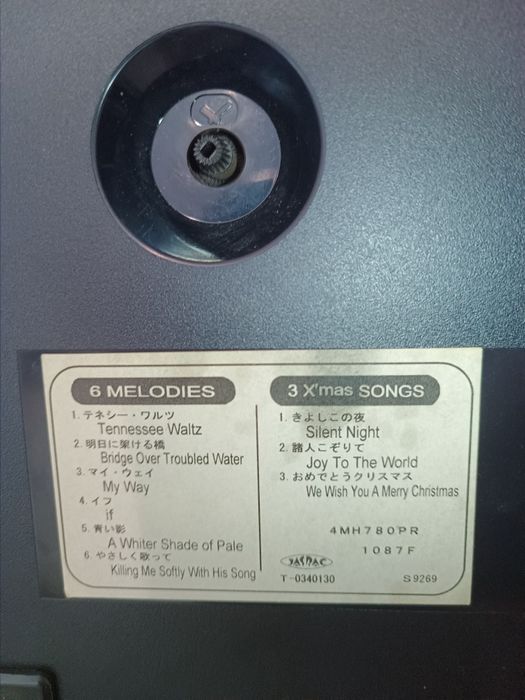 6 MELODIES
1. テネシー・ワルツ
Tennessee Waltz
2. 明日に架ける橋
Bridge Over Troubled Water
3. マイ・ウェイ
My Way
4. イフ
if
5. 青い影
A Whiter Shade of Pale
6. やさしく歌って
Killing Me Softly With His Song
3 X'mas SONGS
1. きよしこの夜
Silent Night
2. 諸人こぞりて
Joy To The World
3. おめでとうクリスマス
We Wish You A Merry Christmas
4MH780PR
1087F
JASRAC
T-0340130
S9269